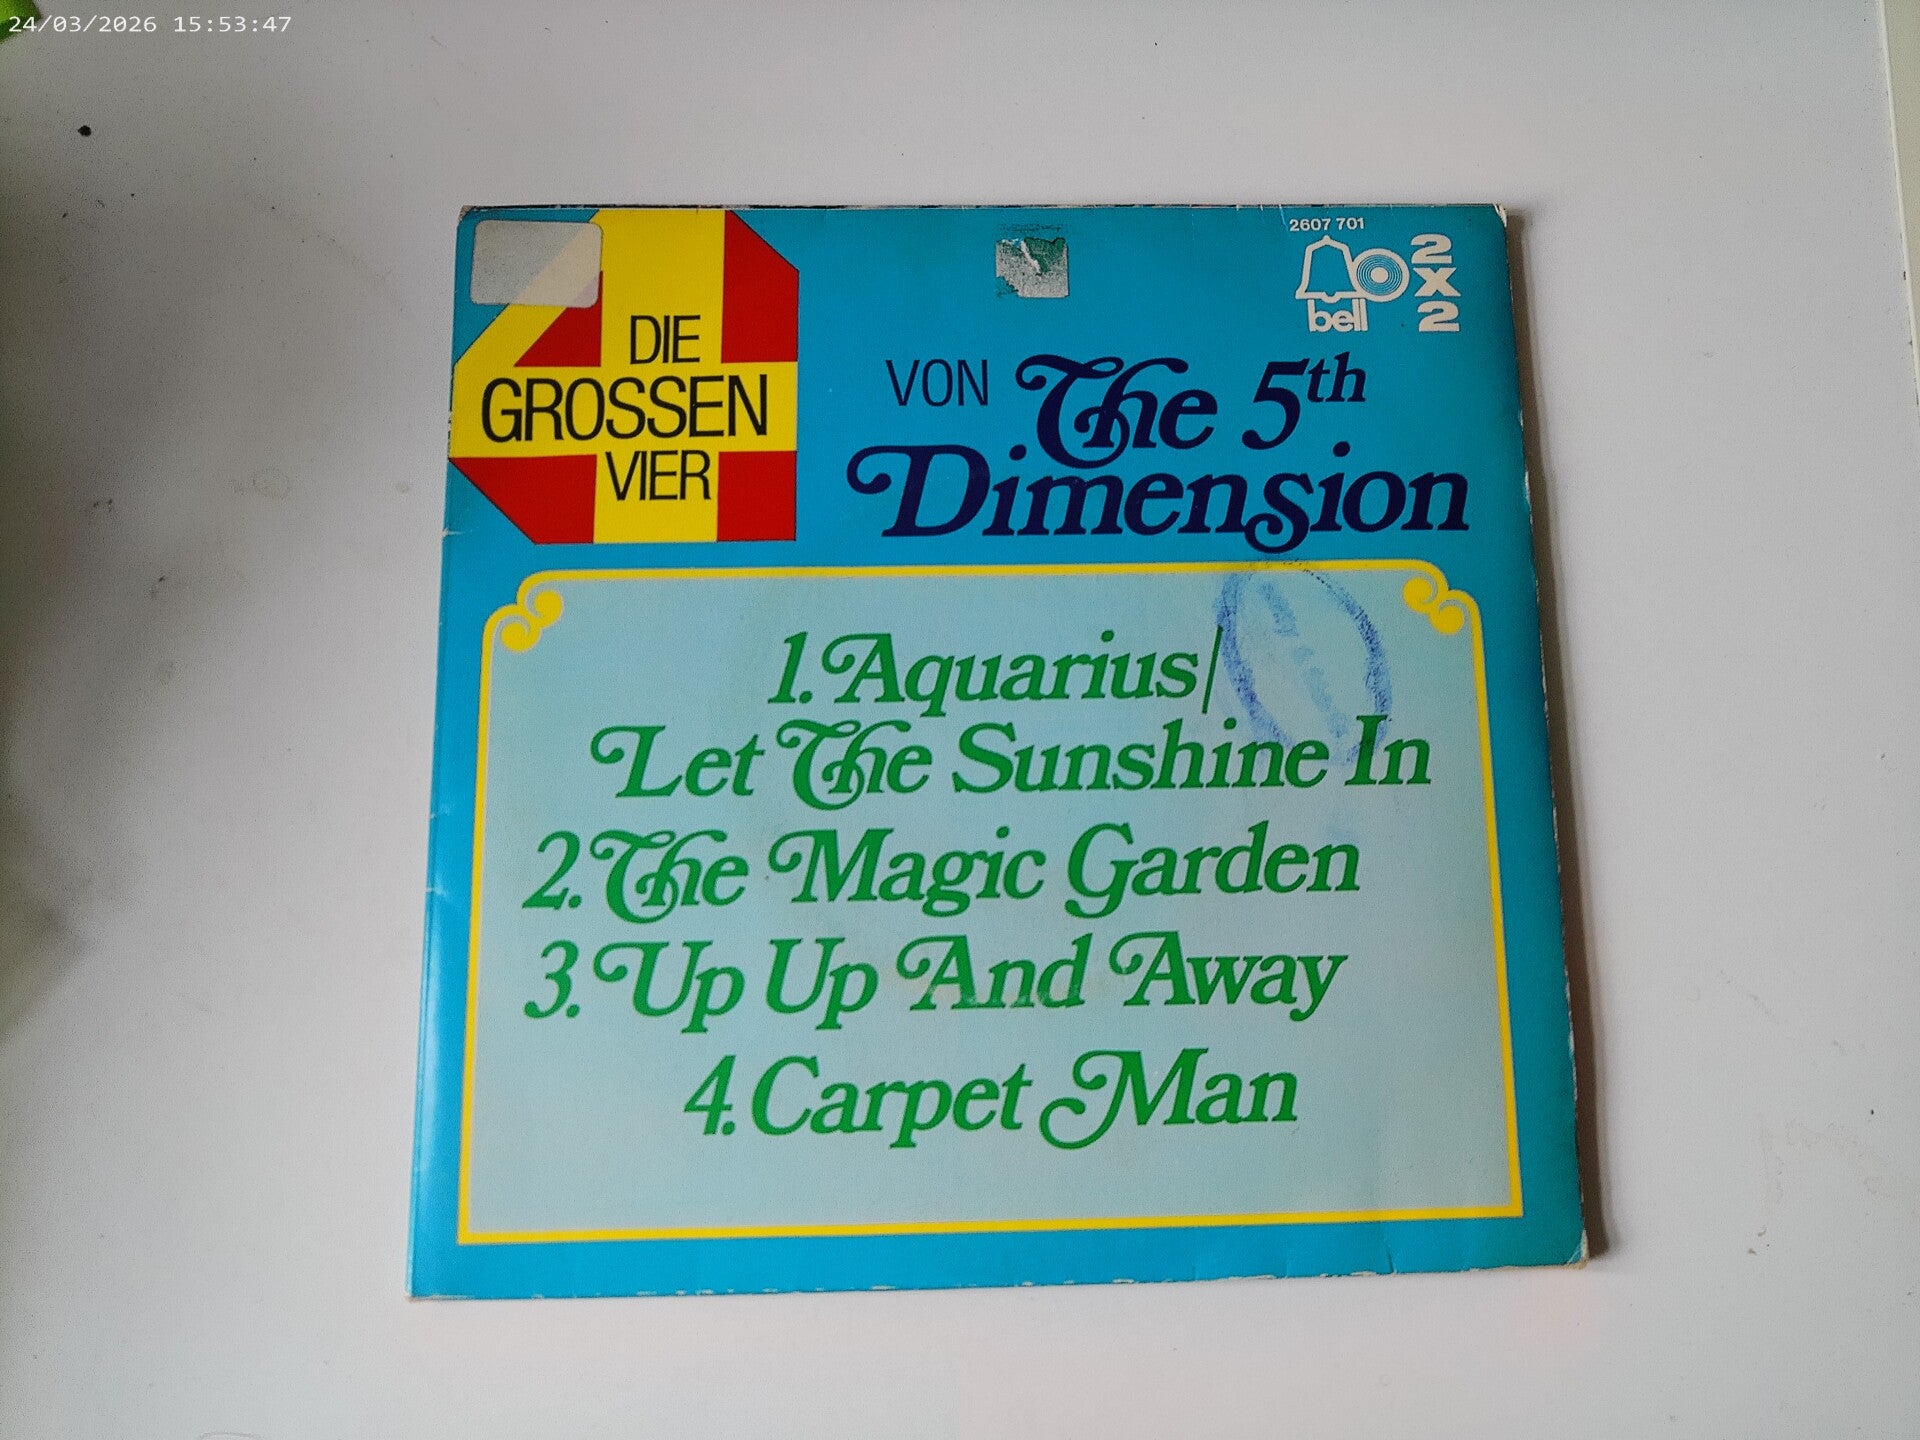 24/03/2026 15:53:47
2607 701
bell
2
X
2
DIE
GROSSEN
VIER
VON The 5th
Dimension
1. Aquarius/
Let The Sunshine In
2. The Magic Garden
3. Up Up And Away
4. Carpet Man